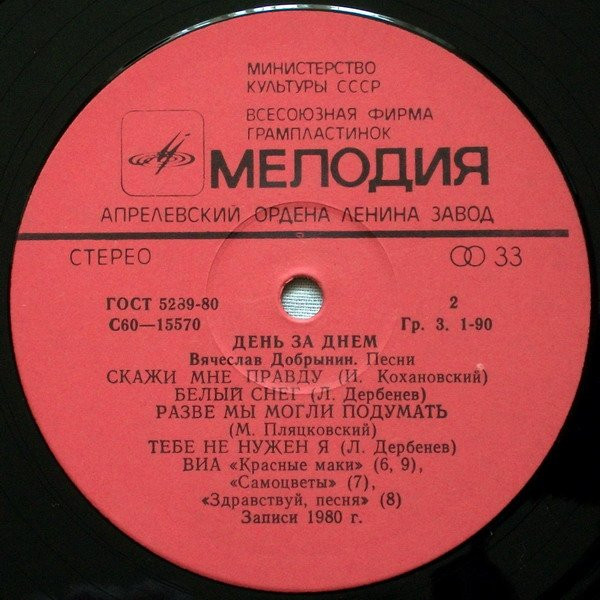 МИНИСТЕРСТВО
КУЛЬТУРЫ СССР
ВСЕСОЮЗНАЯ ФИРМА
ГРАМПЛАСТИНОК
МЕЛОДИЯ
АПРЕЛЕВСКИЙ ОРДЕНА ЛЕНИНА ЗАВОД
СТЕРЕО 33
ГОСТ 5289-80 2
С60—15570 Гр. 3. 1-90
ДЕНЬ ЗА ДНЕМ
Вячеслав Добрынин. Песни
СКАЖИ МНЕ ПРАВДУ (И. Кохановский)
БЕЛЫЙ СНЕГ (Л. Дербенев)
РАЗВЕ МЫ МОГЛИ ПОДУМАТЬ
(М. Пляцковский)
ТЕБЕ НЕ НУЖЕН Я (Л. Дербенев)
ВИА «Красные маки» (6, 9),
«Самоцветы» (7),
«Здравствуй, песня» (8)
Записи 1980 г.